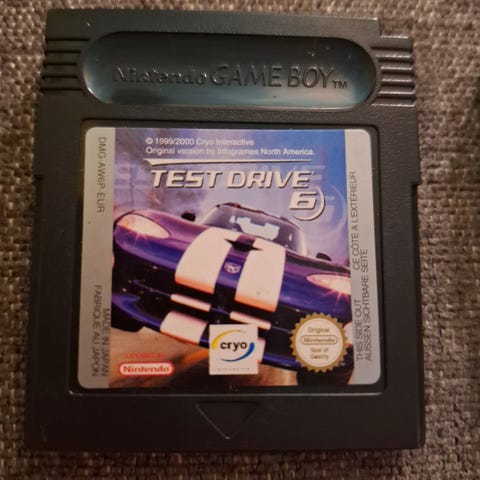 Nintendo GAME BOY™
© 1999/2000 Cryo Interactive
Original version by Infogrames North America.
TEST DRIVE
6
DMG-AW6P-EUR
MADE IN JAPAN
FABRIQUÉ AU JAPON
THIS SIDE OUT CE CÔTÉ A L'EXTERIEUR
AUSSEN SICHTBARE SEITE
LICENSED BY
Nintendo
cryo
Original
Nintendo
Seal of
Quality